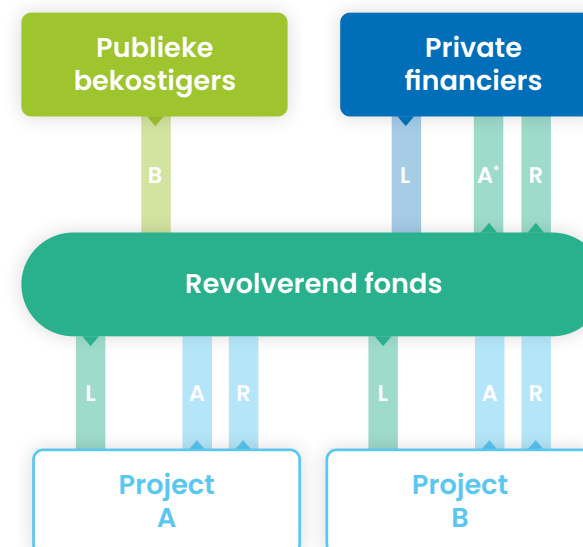 Publieke
bekostigers
Private
financiers
B
L
A*
R
Revolverend fonds
L
A
R
L
A
R
Project
A
Project
B